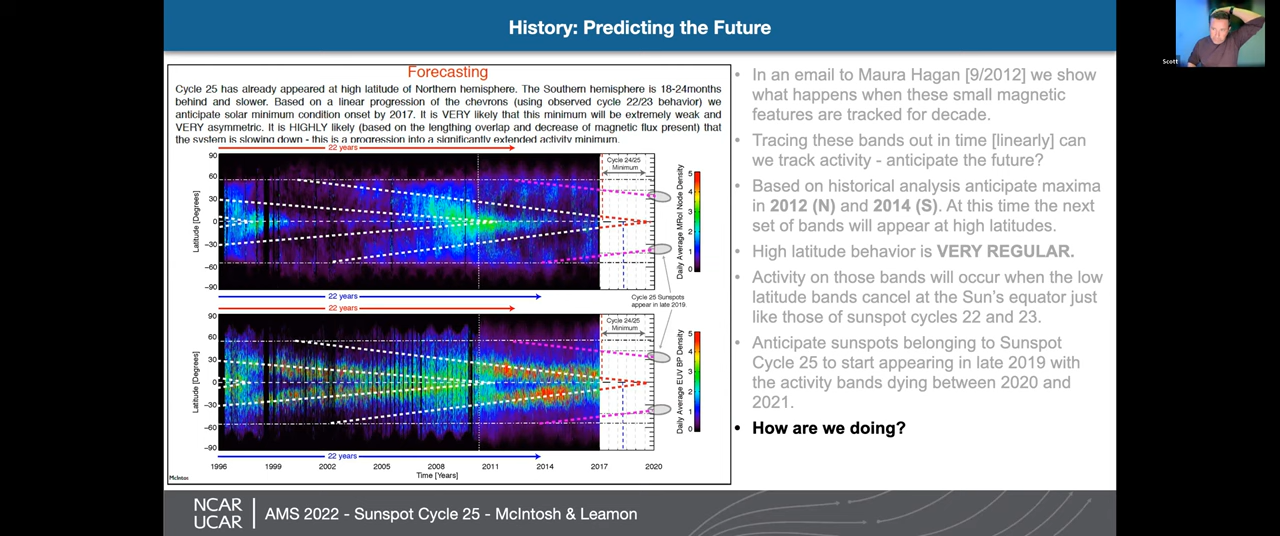 History: Predicting the Future
Scott
Forecasting
Cycle 25 has already appeared at high latitude of Northern hemisphere. The Southern hemisphere is 18-24months
behind and slower. Based on a linear progression of the chevrons (using observed cycle 22/23 behavior) we
anticipate solar minimum condition onset by 2017. It is VERY likely that this minimum will be extremely weak and
VERY asymmetric. It is HIGHLY likely (based on the lengthing overlap and decrease of magnetic flux present) that
the system is slowing down - this is a progression into a significantly extended activity minimum.
22 years
90
60
30
0
-30
-60
-90
Latitude [Degrees]
Cycle 24/25
Minimum
Daily Average MRoI Node Density
5
4
3
2
1
0
22 years
22 years
Cycle 25 Sunspots
appear in late 2019.
90
60
30
0
-30
-60
-90
Latitude [Degrees]
Cycle 24/25
Minimum
Daily Average EUV BP Density
5
4
3
2
1
0
22 years
1996 1999 2002 2005 2008 2011 2014 2017 2020
Time [Years]
McIntos
• In an email to Maura Hagan [9/2012] we show
what happens when these small magnetic
features are tracked for decade.
• Tracing these bands out in time [linearly] can
we track activity - anticipate the future?
• Based on historical analysis anticipate maxima
in 2012 (N) and 2014 (S). At this time the next
set of bands will appear at high latitudes.
• High latitude behavior is VERY REGULAR.
• Activity on those bands will occur when the low
latitude bands cancel at the Sun's equator just
like those of sunspot cycles 22 and 23.
• Anticipate sunspots belonging to Sunspot
Cycle 25 to start appearing in late 2019 with
the activity bands dying between 2020 and
2021.
• How are we doing?
NCAR
UCAR
AMS 2022 - Sunspot Cycle 25 - McIntosh & Leamon